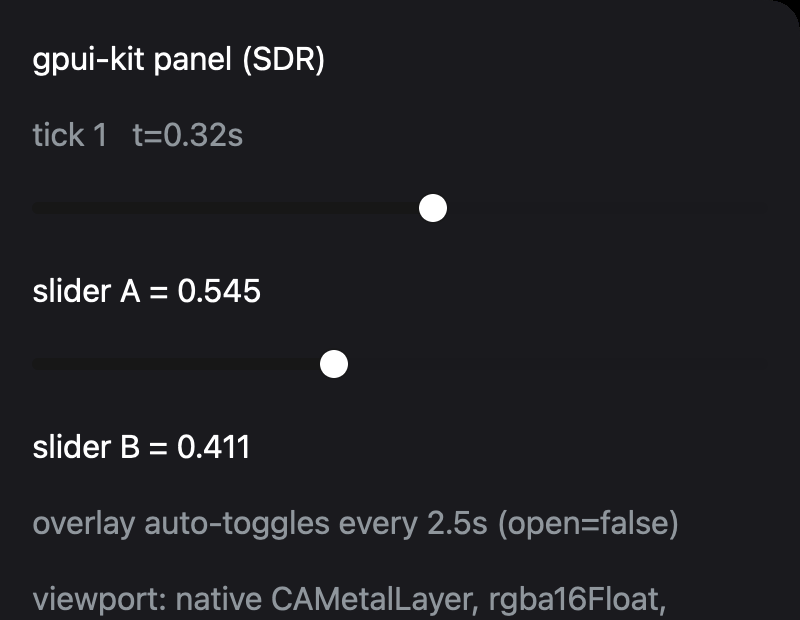 gpui-kit panel (SDR)
tick 1 t=0.32s
slider A = 0.545
slider B = 0.411
overlay auto-toggles every 2.5s (open=false)
viewport: native CAMetalLayer, rgba16Float,